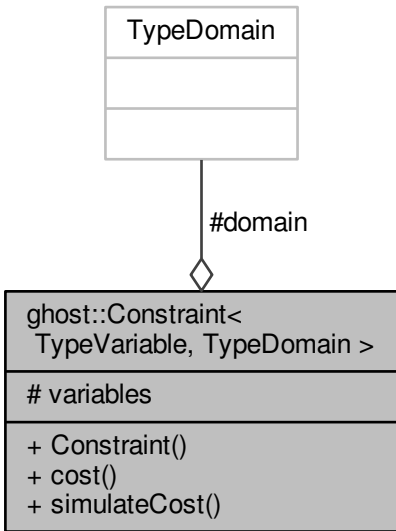 TypeDomain
#domain
ghost::Constraint<
TypeVariable, TypeDomain >
# variables
+ Constraint()
+ cost()
+ simulateCost()